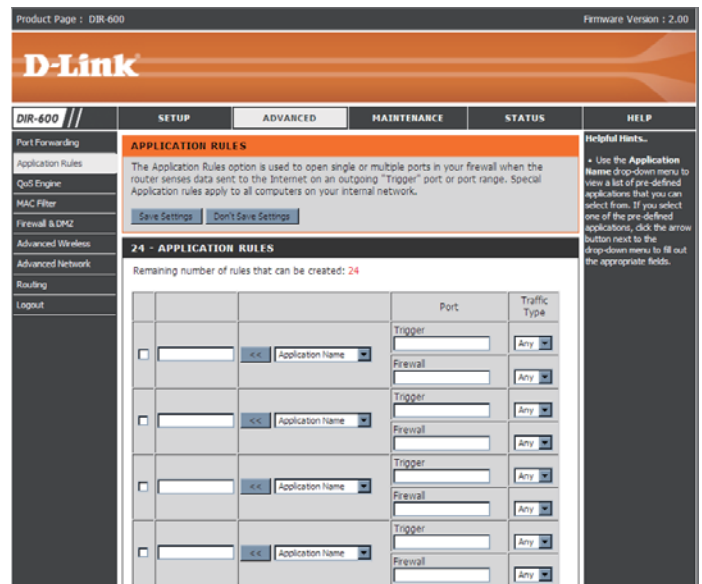 Product Page : DIR-600
Firmware Version : 2.00
D-Link
DIR-600
SETUP
ADVANCED
MAINTENANCE
STATUS
HELP
Port Forwarding
Application Rules
QoS Engine
MAC Filter
Firewall & DMZ
Advanced Wireless
Advanced Network
Routing
Logout
APPLICATION RULES
The Application Rules option is used to open single or multiple ports in your firewall when the
router senses data sent to the Internet on an outgoing "Trigger" port or port range. Special
Application rules apply to all computers on your internal network.
Save Settings
Don't Save Settings
24 - APPLICATION RULES
Remaining number of rules that can be created: 24
Port
Traffic
Type
<< Application Name
Trigger
Any
Firewall
Any
<< Application Name
Trigger
Any
Firewall
Any
<< Application Name
Trigger
Any
Firewall
Any
<< Application Name
Trigger
Any
Firewall
Any
Helpful Hints..
• Use the Application
Name drop-down menu to
view a list of pre-defined
applications that you can
select from. If you select
one of the pre-defined
applications, click the arrow
button next to the
drop-down menu to fill out
the appropriate fields.